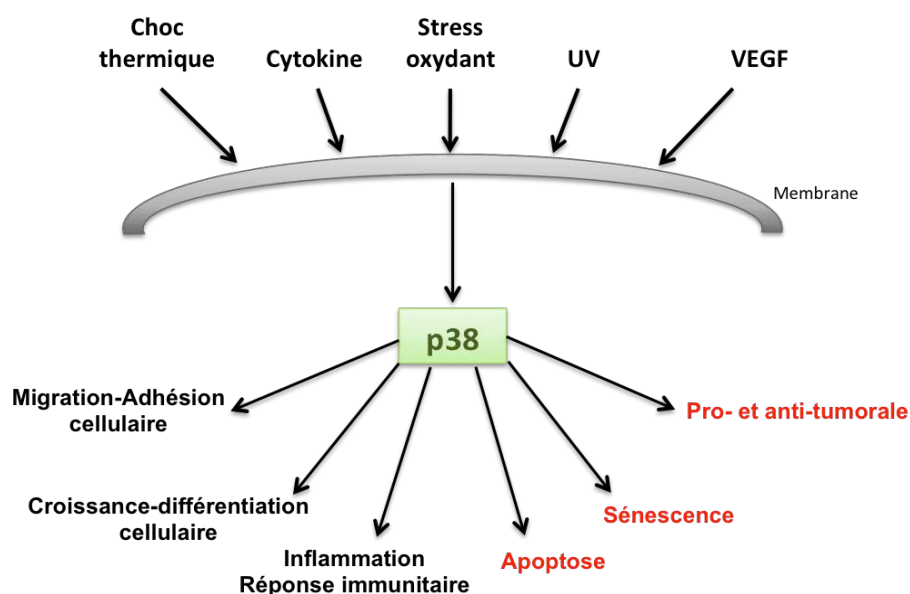 Choc
thermique
Cytokine
Stress
oxydant
UV
VEGF
Membrane
p38
Migration-Adhésion
cellulaire
Pro- et anti-tumorale
Croissance-différentiation
cellulaire
Sénescence
Inflammation
Réponse immunitaire
Apoptose